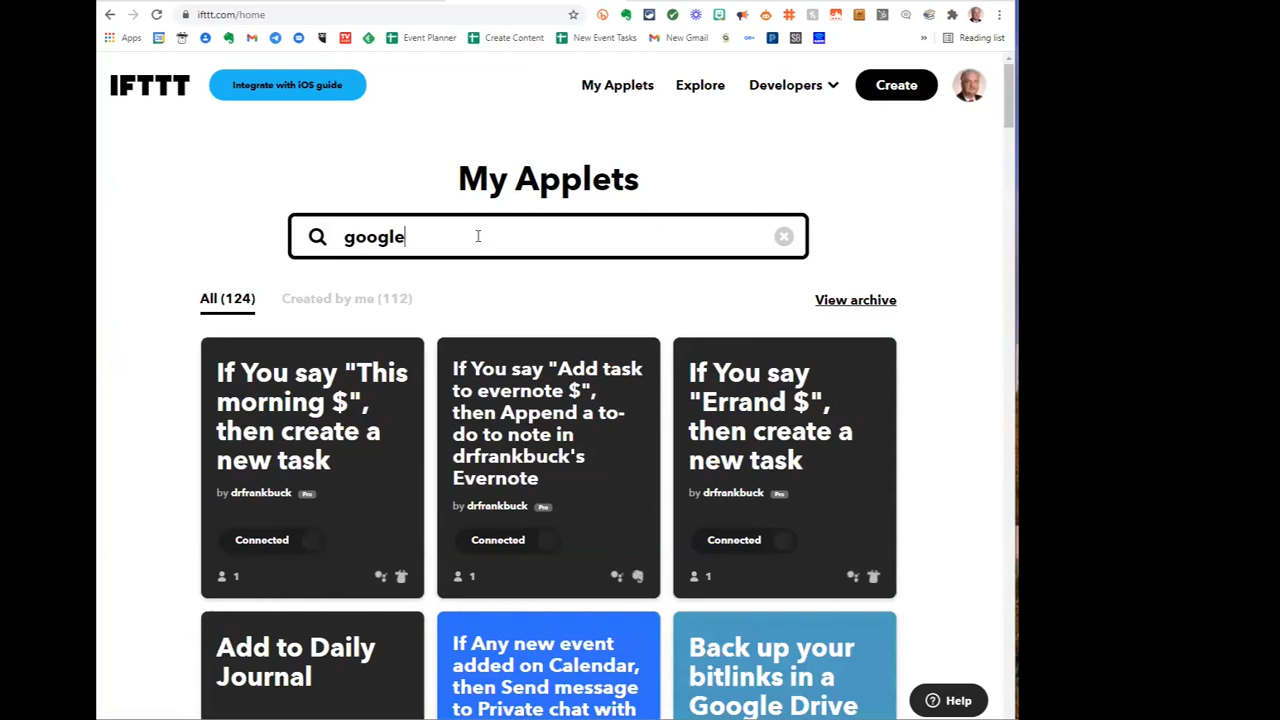 ifttt.com/home
Apps
Event Planner
Create Content
New Event Tasks
New Gmail
»
Reading list
IFTTT
Integrate with iOS guide
My Applets
Explore
Developers
Create
My Applets
google
All (124)
Created by me (112)
View archive
If You say "This
morning $",
then create a
new task
by drfrankbuck Pro
Connected
1
If You say "Add task
to evernote $",
then Append a to-
do to note in
drfrankbuck's
Evernote
by drfrankbuck Pro
Connected
1
If You say
"Errand $",
then create a
new task
by drfrankbuck Pro
Connected
1
Add to Daily
Journal
If Any new event
added on Calendar,
then Send message
to Private chat with
Back up your
bitlinks in a
Google Drive
Help